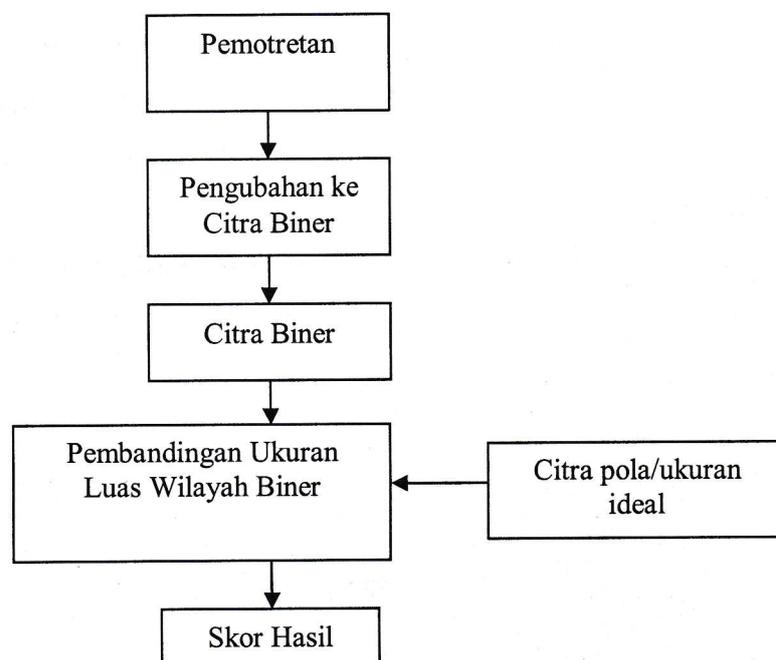 Pemotretan
Pengubahan ke
Citra Biner
Citra Biner
Pembandingan Ukuran
Luas Wilayah Biner
Citra pola/ukuran
ideal
Skor Hasil